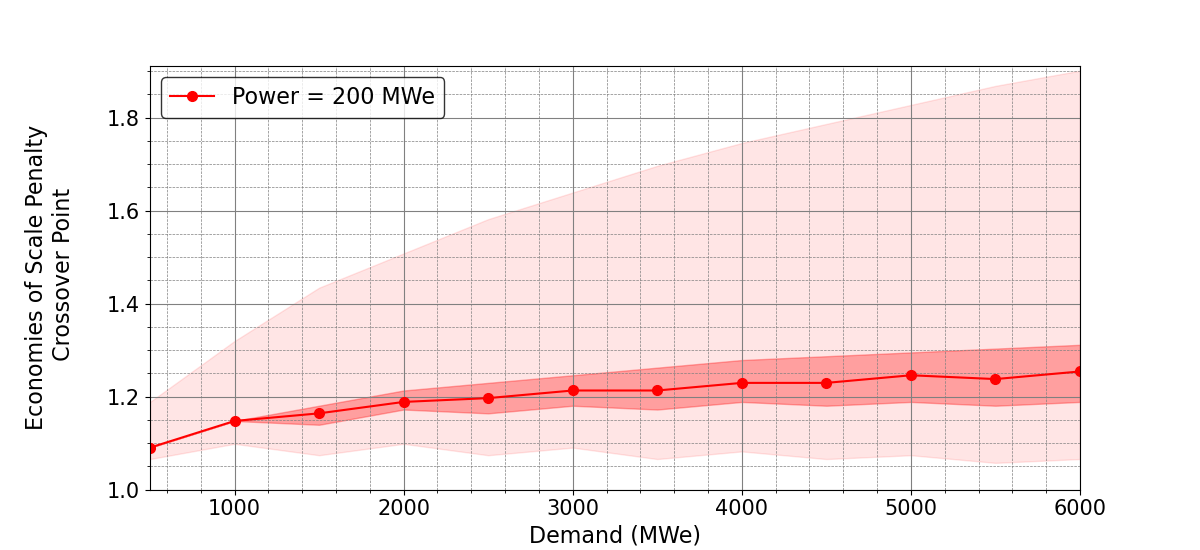 Power = 200 MWe
Economies of Scale Penalty
Crossover Point
1.8
1.6
1.4
1.2
1.0
1000 2000 3000 4000 5000 6000
Demand (MWe)